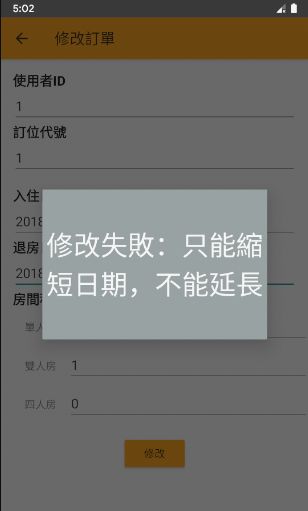 5:02
修改訂單
使用者ID
1
訂位代號
1
入住
2018
退房
2018
修改失敗：只能縮
短日期，不能延長
房間
單人
雙人房 1
四人房 0
修改